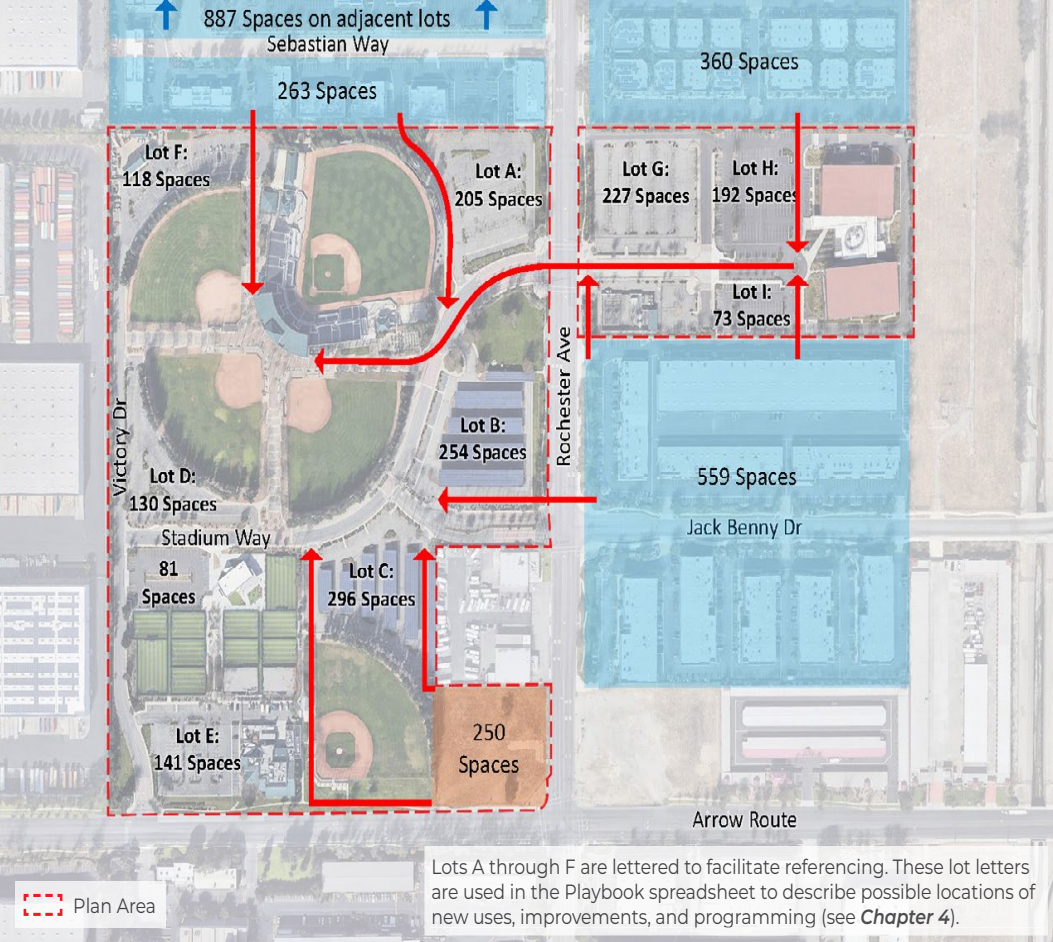 887 Spaces on adjacent lots
Sebastian Way
263 Spaces
360 Spaces
Lot F:
118 Spaces
Lot A:
205 Spaces
Lot G:
227 Spaces
Lot H:
192 Spaces
Lot I:
73 Spaces
Rochester Ave
Victory Dr
Lot B:
254 Spaces
Lot D:
130 Spaces
559 Spaces
Jack Benny Dr
Stadium Way
81
Spaces
Lot C:
296 Spaces
Lot E:
141 Spaces
250
Spaces
Arrow Route
Plan Area
Lots A through F are lettered to facilitate referencing. These lot letters
are used in the Playbook spreadsheet to describe possible locations of
new uses, improvements, and programming (see Chapter 4).